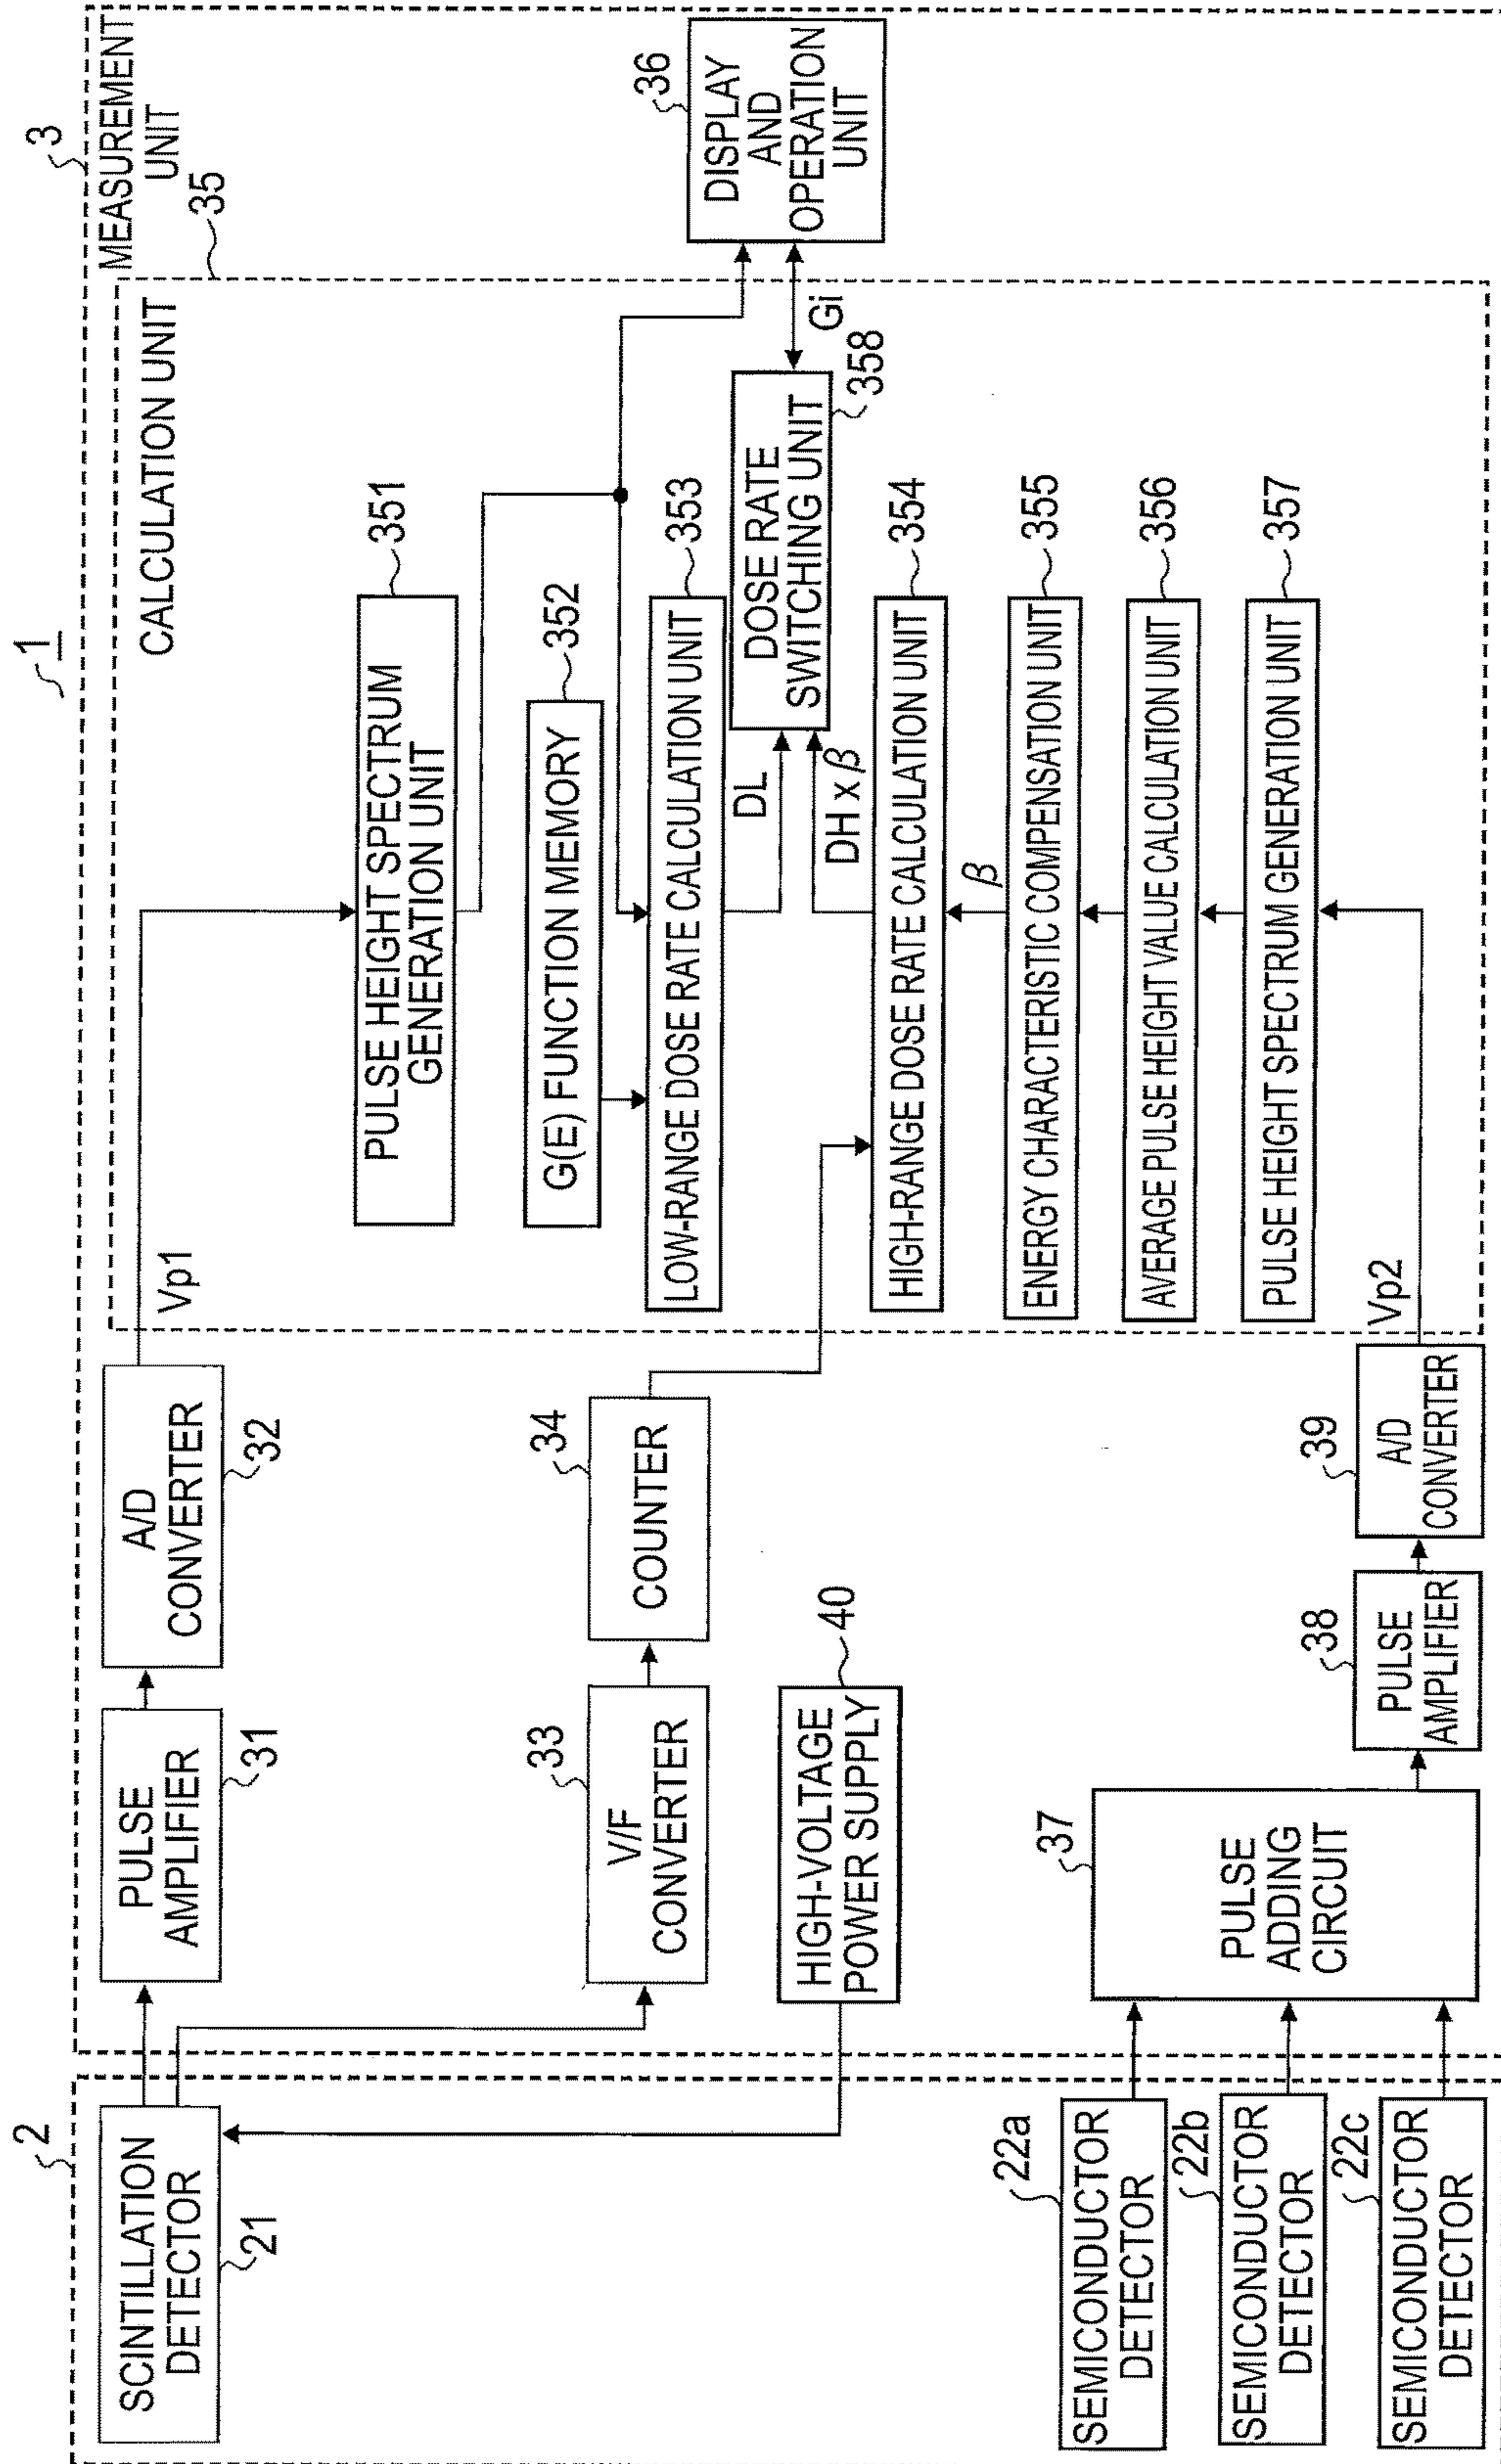 1
2
SCINTILLATION
DETECTOR
21
SEMICONDUCTOR
DETECTOR
22a
SEMICONDUCTOR
DETECTOR
22b
SEMICONDUCTOR
DETECTOR
22c
3
MEASUREMENT
UNIT
PULSE
AMPLIFIER
31
A/D
CONVERTER
32
V/F
CONVERTER
33
COUNTER
34
HIGH-VOLTAGE
POWER SUPPLY
40
PULSE
ADDING
CIRCUIT
37
PULSE
AMPLIFIER
38
A/D
CONVERTER
39
Vp1
Vp2
35
CALCULATION UNIT
PULSE HEIGHT SPECTRUM
GENERATION UNIT
351
G(E) FUNCTION MEMORY
352
LOW-RANGE DOSE RATE CALCULATION UNIT
353
DL
DOSE RATE
SWITCHING UNIT
358
DH x β
HIGH-RANGE DOSE RATE CALCULATION UNIT
354
β
ENERGY CHARACTERISTIC COMPENSATION UNIT
355
AVERAGE PULSE HEIGHT VALUE CALCULATION UNIT
356
PULSE HEIGHT SPECTRUM GENERATION UNIT
357
Gi
DISPLAY
AND
OPERATION
UNIT
36